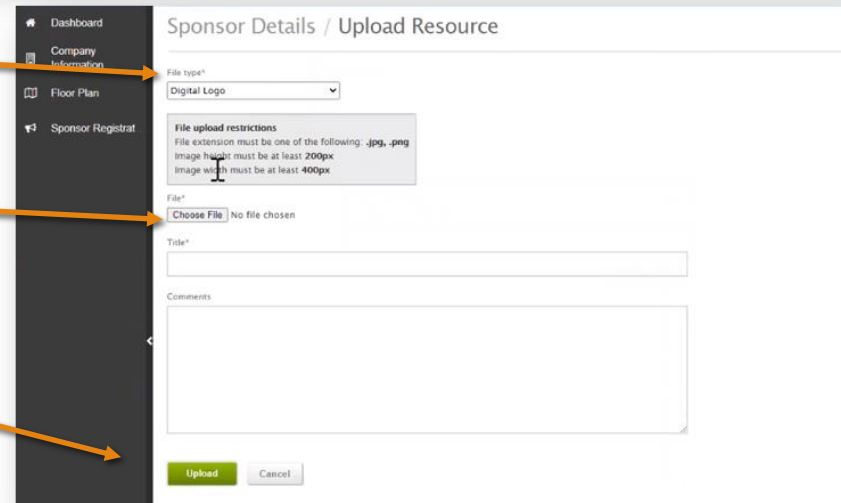 Dashboard
Company
Information
Floor Plan
Sponsor Registrat
Sponsor Details / Upload Resource
File type*
Digital Logo
File upload restrictions
File extension must be one of the following: .jpg, .png
Image height must be at least 200px
Image width must be at least 400px
File*
Choose File No file chosen
Title*
Comments
Upload Cancel